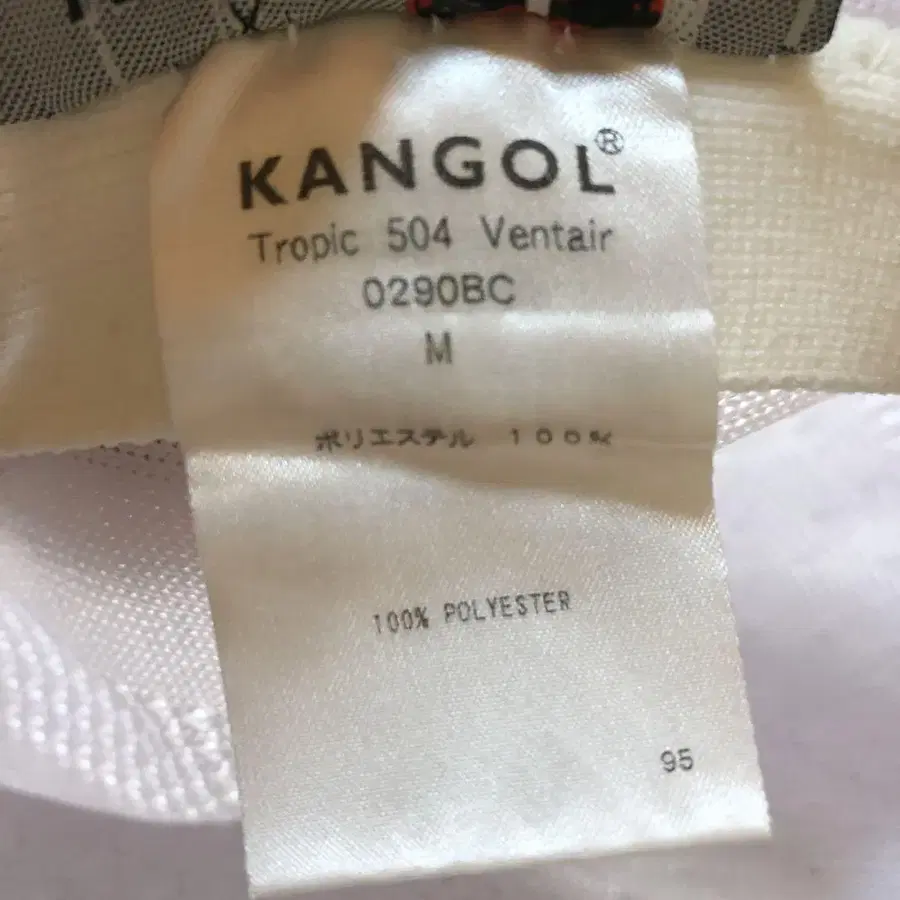 KANGOL®
Tropic 504 Ventair
0290BC
M
ポリエステル 100%
100% POLYESTER
95